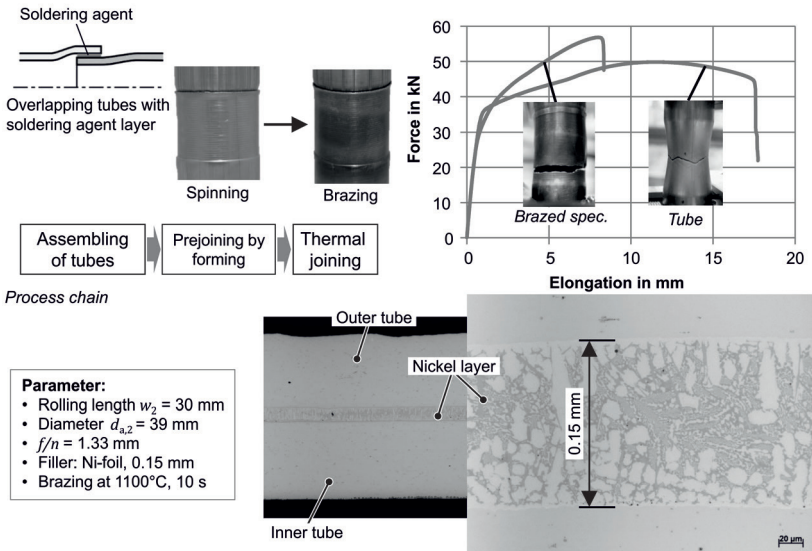 Soldering agent
Overlapping tubes with
soldering agent layer
Spinning
Brazing
Assembling
of tubes
Prejoining by
forming
Thermal
joining
Process chain
Force in kN
60
50
40
30
20
10
0
0
5
10
15
20
Elongation in mm
Brazed spec.
Tube
Parameter:
• Rolling length w₂ = 30 mm
• Diameter dₐ,₂ = 39 mm
• f/n = 1.33 mm
• Filler: Ni-foil, 0.15 mm
• Brazing at 1100°C, 10 s
Outer tube
Nickel layer
Inner tube
0.15 mm
20 µm